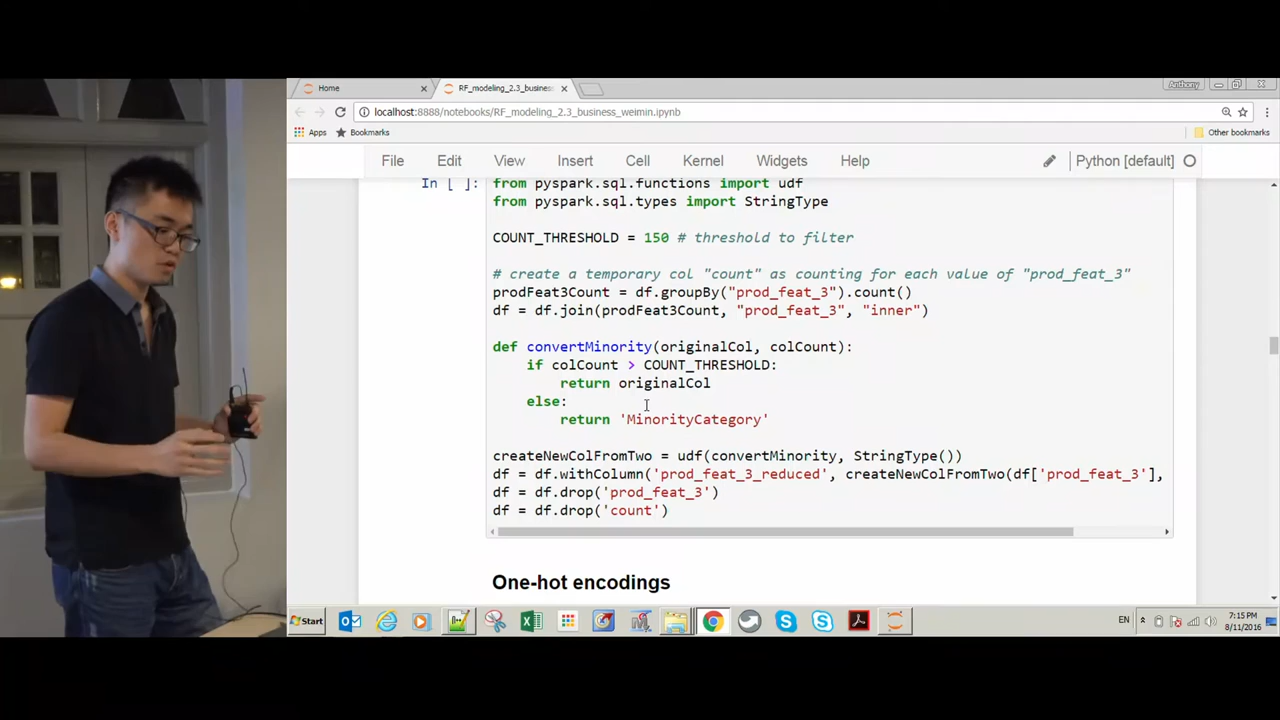 Home
RF_modeling_2.3_business
Anthony
localhost:8888/notebooks/RF_modeling_2.3_business_weimin.ipynb
Apps
Bookmarks
Other bookmarks
File Edit View Insert Cell Kernel Widgets Help
Python [default]
In [ ]:
from pyspark.sql.functions import udf
from pyspark.sql.types import StringType
COUNT_THRESHOLD = 150 # threshold to filter
# create a temporary col "count" as counting for each value of "prod_feat_3"
prodFeat3Count = df.groupBy("prod_feat_3").count()
df = df.join(prodFeat3Count, "prod_feat_3", "inner")
def convertMinority(originalCol, colCount):
if colCount > COUNT_THRESHOLD:
return originalCol
else:
return 'MinorityCategory'
createNewColFromTwo = udf(convertMinority, StringType())
df = df.withColumn('prod_feat_3_reduced', createNewColFromTwo(df['prod_feat_3'],
df = df.drop('prod_feat_3')
df = df.drop('count')
One-hot encodings
Start
EN
7:15 PM
8/11/2016